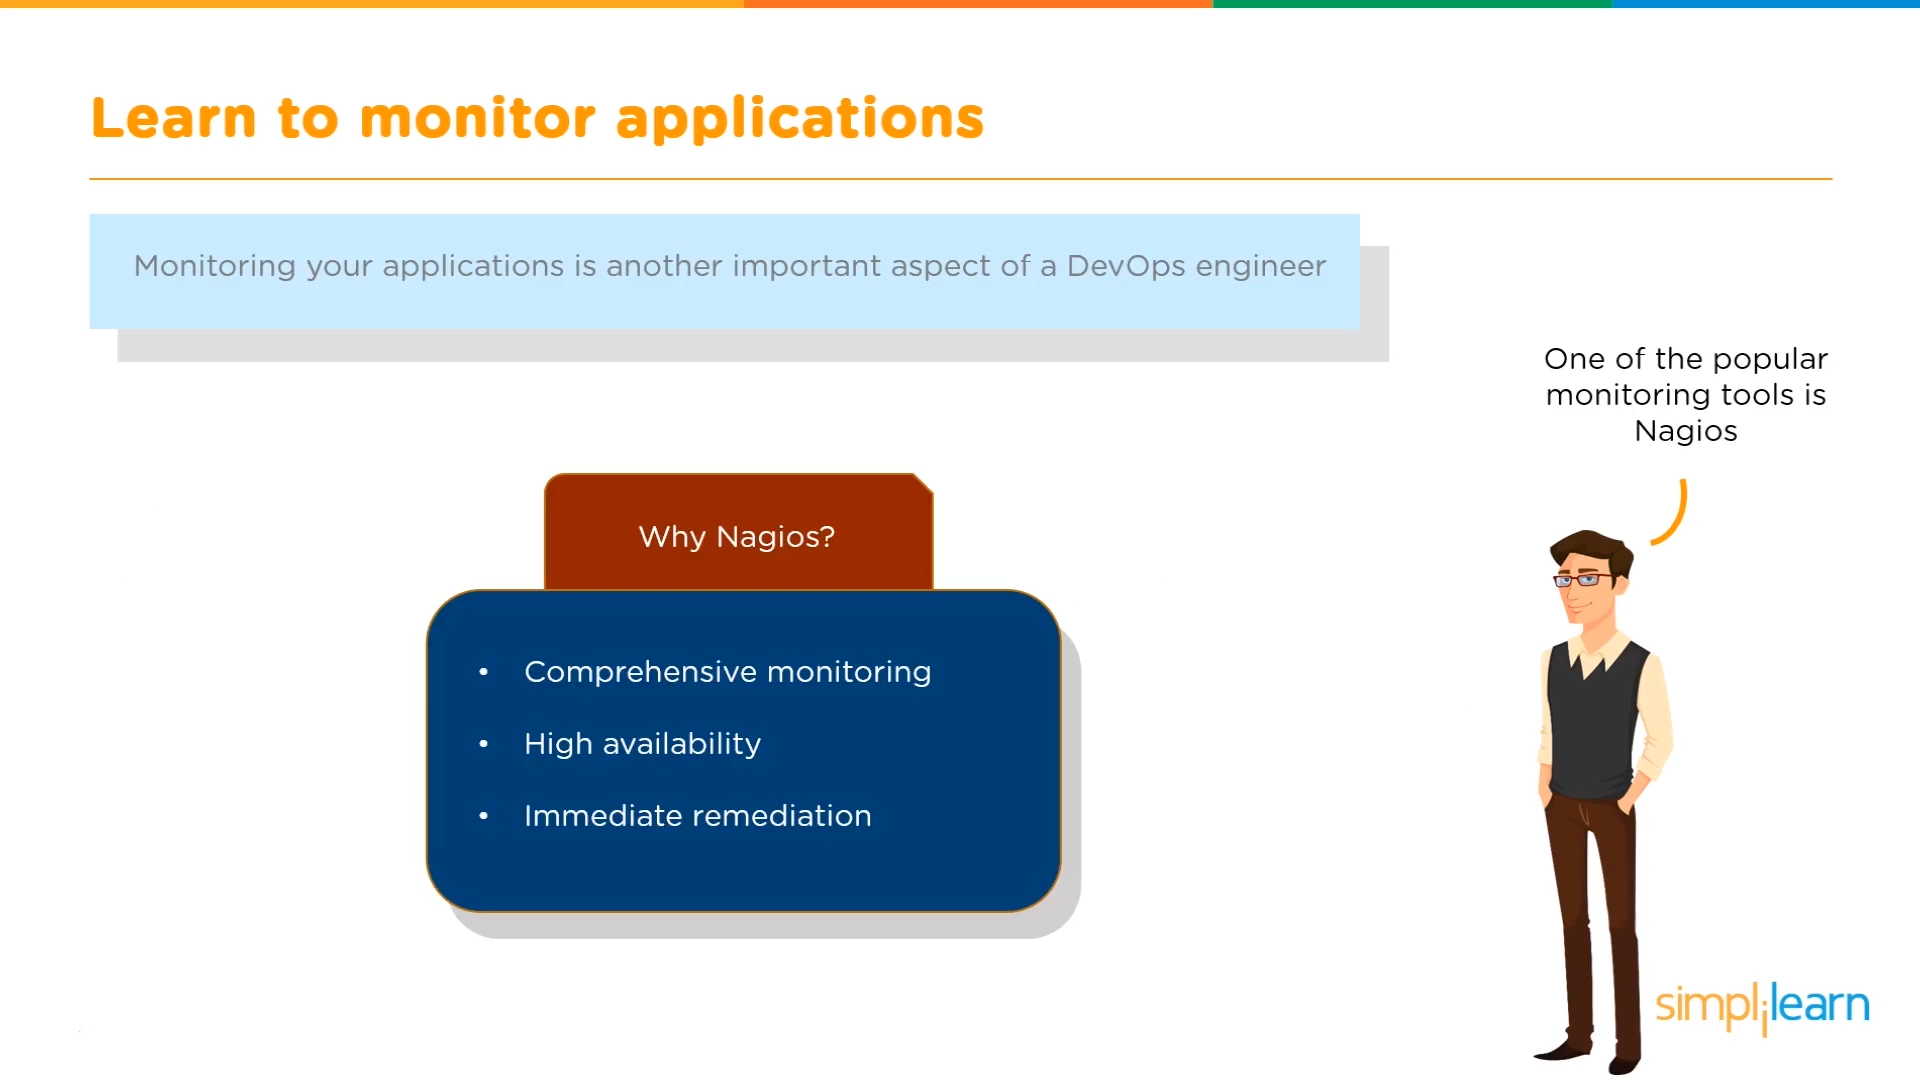 Learn to monitor applications
Monitoring your applications is another important aspect of a DevOps engineer
One of the popular
monitoring tools is
Nagios
Why Nagios?
• Comprehensive monitoring
• High availability
• Immediate remediation
simplilearn